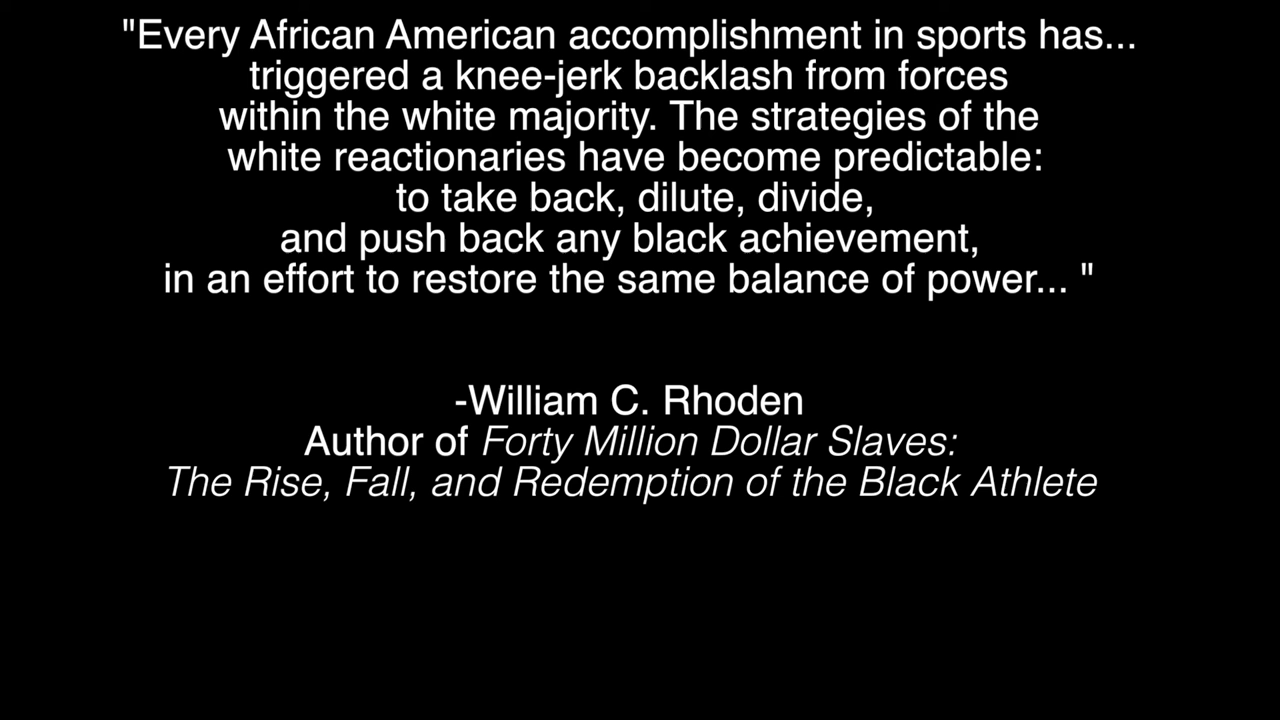 "Every African American accomplishment in sports has...
triggered a knee-jerk backlash from forces
within the white majority. The strategies of the
white reactionaries have become predictable:
to take back, dilute, divide,
and push back any black achievement,
in an effort to restore the same balance of power... "
-William C. Rhoden
Author of Forty Million Dollar Slaves:
The Rise, Fall, and Redemption of the Black Athlete